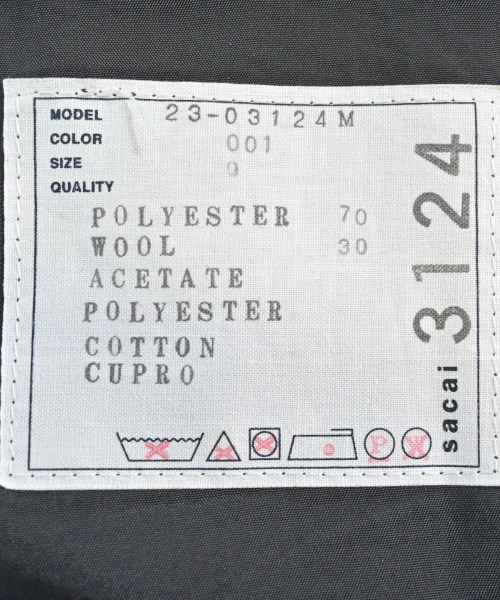 MODEL 23-03124M
COLOR 001
SIZE 0
QUALITY
POLYESTER 70
WOOL 30
ACETATE
POLYESTER
COTTON
CUPRO
P W
sacai 3124